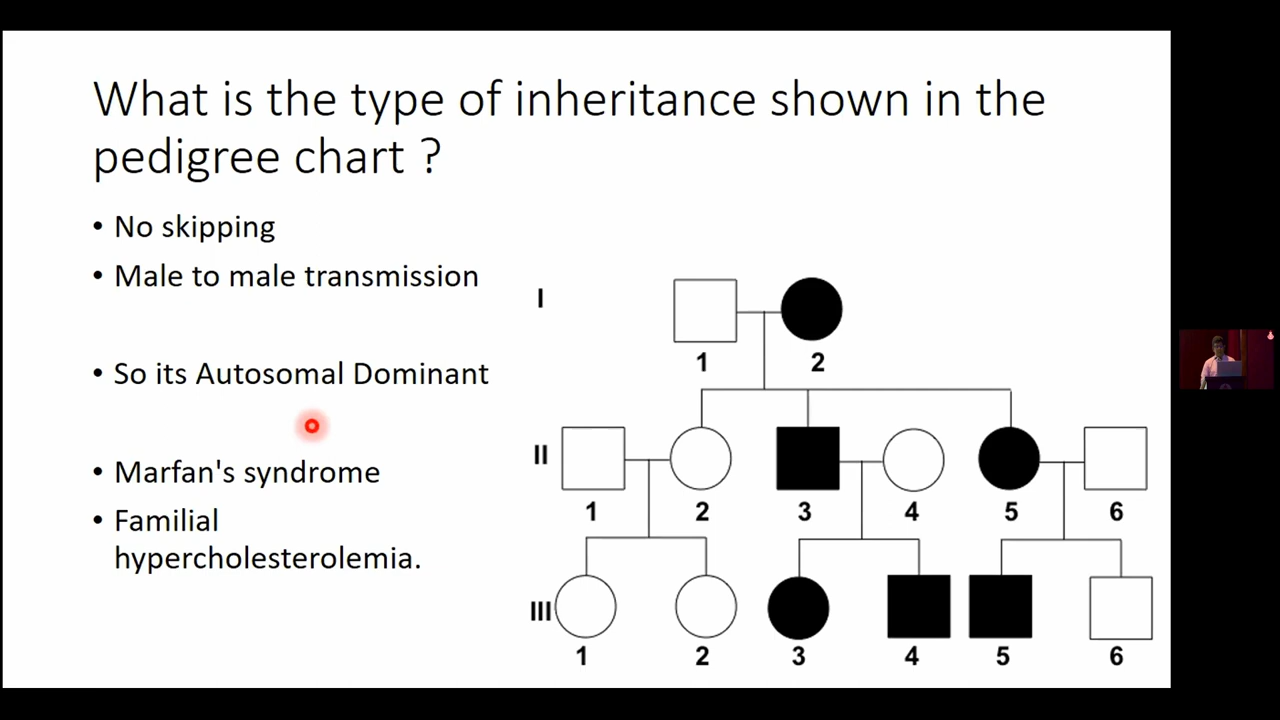 What is the type of inheritance shown in the
pedigree chart ?
• No skipping
• Male to male transmission
• So its Autosomal Dominant
• Marfan's syndrome
• Familial
hypercholesterolemia.
I
1 2
II
1 2 3 4 5 6
III
1 2 3 4 5 6